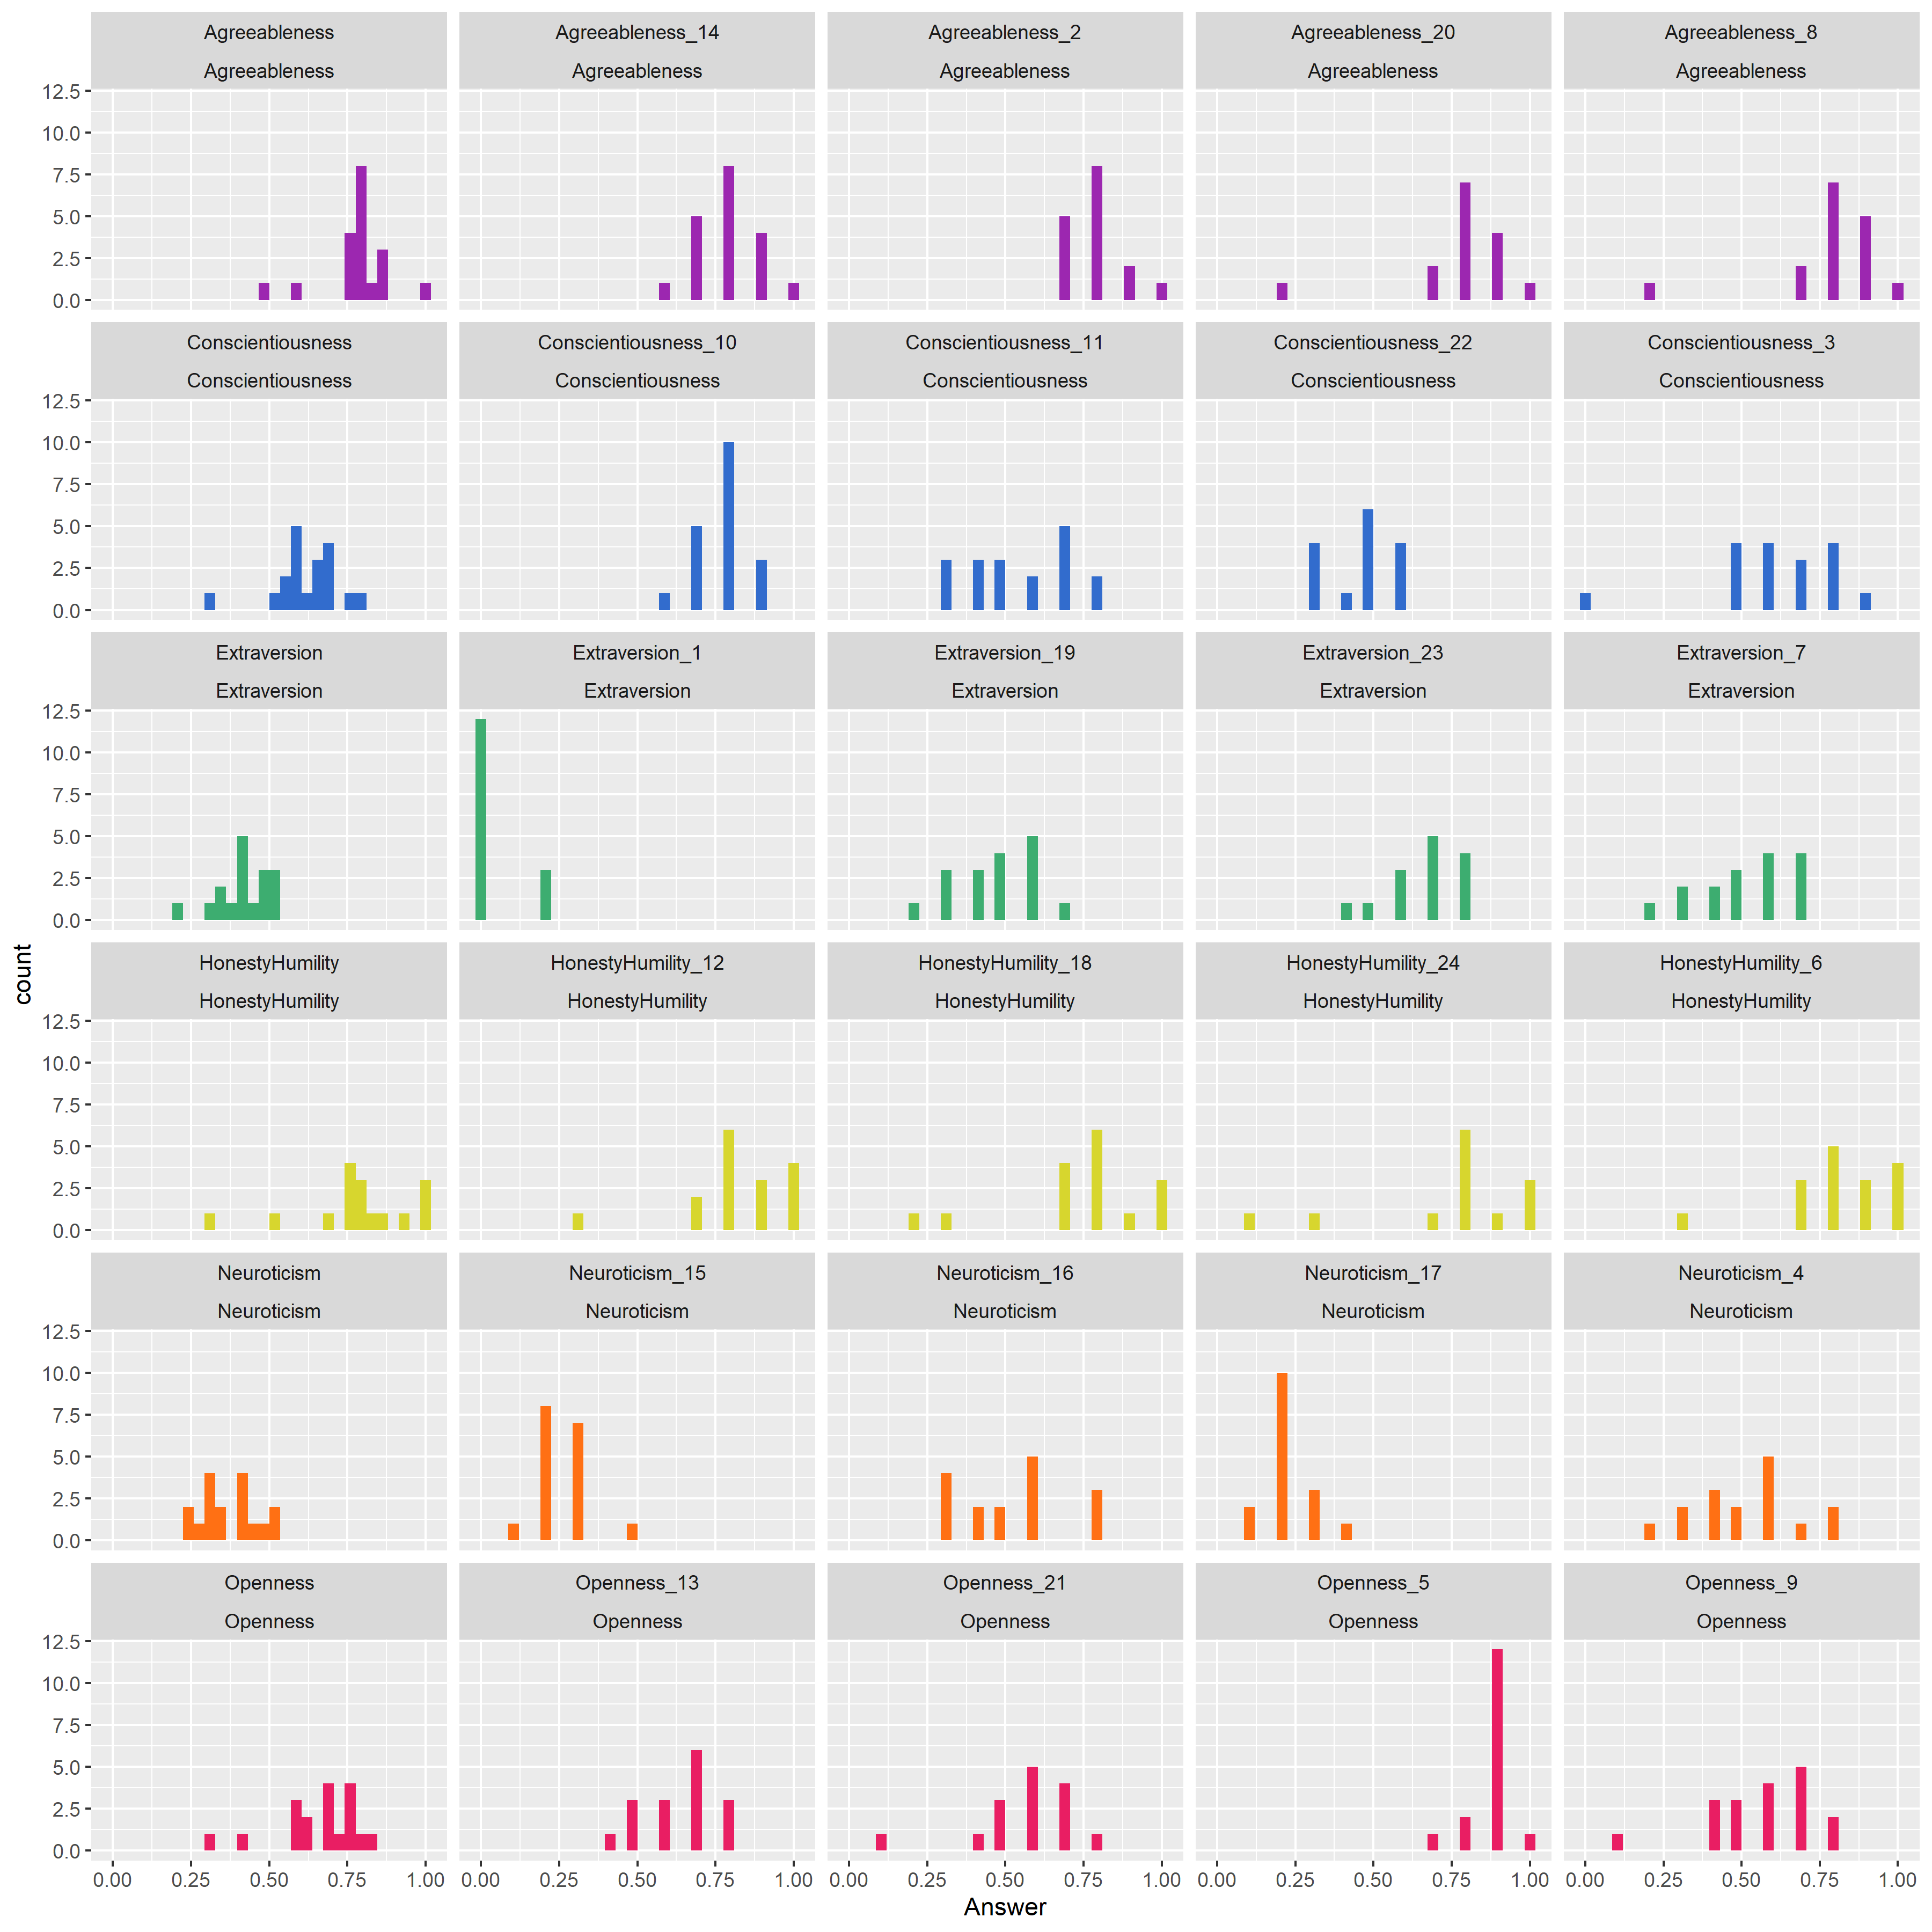 Agreeableness Agreeableness_14 Agreeableness_2 Agreeableness_20 Agreeableness_8
Agreeableness Agreeableness Agreeableness Agreeableness Agreeableness
12.5
10.0
7.5
5.0
2.5
0.0
Conscientiousness Conscientiousness_10 Conscientiousness_11 Conscientiousness_22 Conscientiousness_3
Conscientiousness Conscientiousness Conscientiousness Conscientiousness Conscientiousness
12.5
10.0
7.5
5.0
2.5
0.0
Extraversion Extraversion_1 Extraversion_19 Extraversion_23 Extraversion_7
Extraversion Extraversion Extraversion Extraversion Extraversion
12.5
10.0
7.5
5.0
2.5
0.0
count
HonestyHumility HonestyHumility_12 HonestyHumility_18 HonestyHumility_24 HonestyHumility_6
HonestyHumility HonestyHumility HonestyHumility HonestyHumility HonestyHumility
12.5
10.0
7.5
5.0
2.5
0.0
Neuroticism Neuroticism_15 Neuroticism_16 Neuroticism_17 Neuroticism_4
Neuroticism Neuroticism Neuroticism Neuroticism Neuroticism
12.5
10.0
7.5
5.0
2.5
0.0
Openness Openness_13 Openness_21 Openness_5 Openness_9
Openness Openness Openness Openness Openness
12.5
10.0
7.5
5.0
2.5
0.0
0.00 0.25 0.50 0.75 1.00 0.00 0.25 0.50 0.75 1.00 0.00 0.25 0.50 0.75 1.00 0.00 0.25 0.50 0.75 1.00 0.00 0.25 0.50 0.75 1.00
Answer